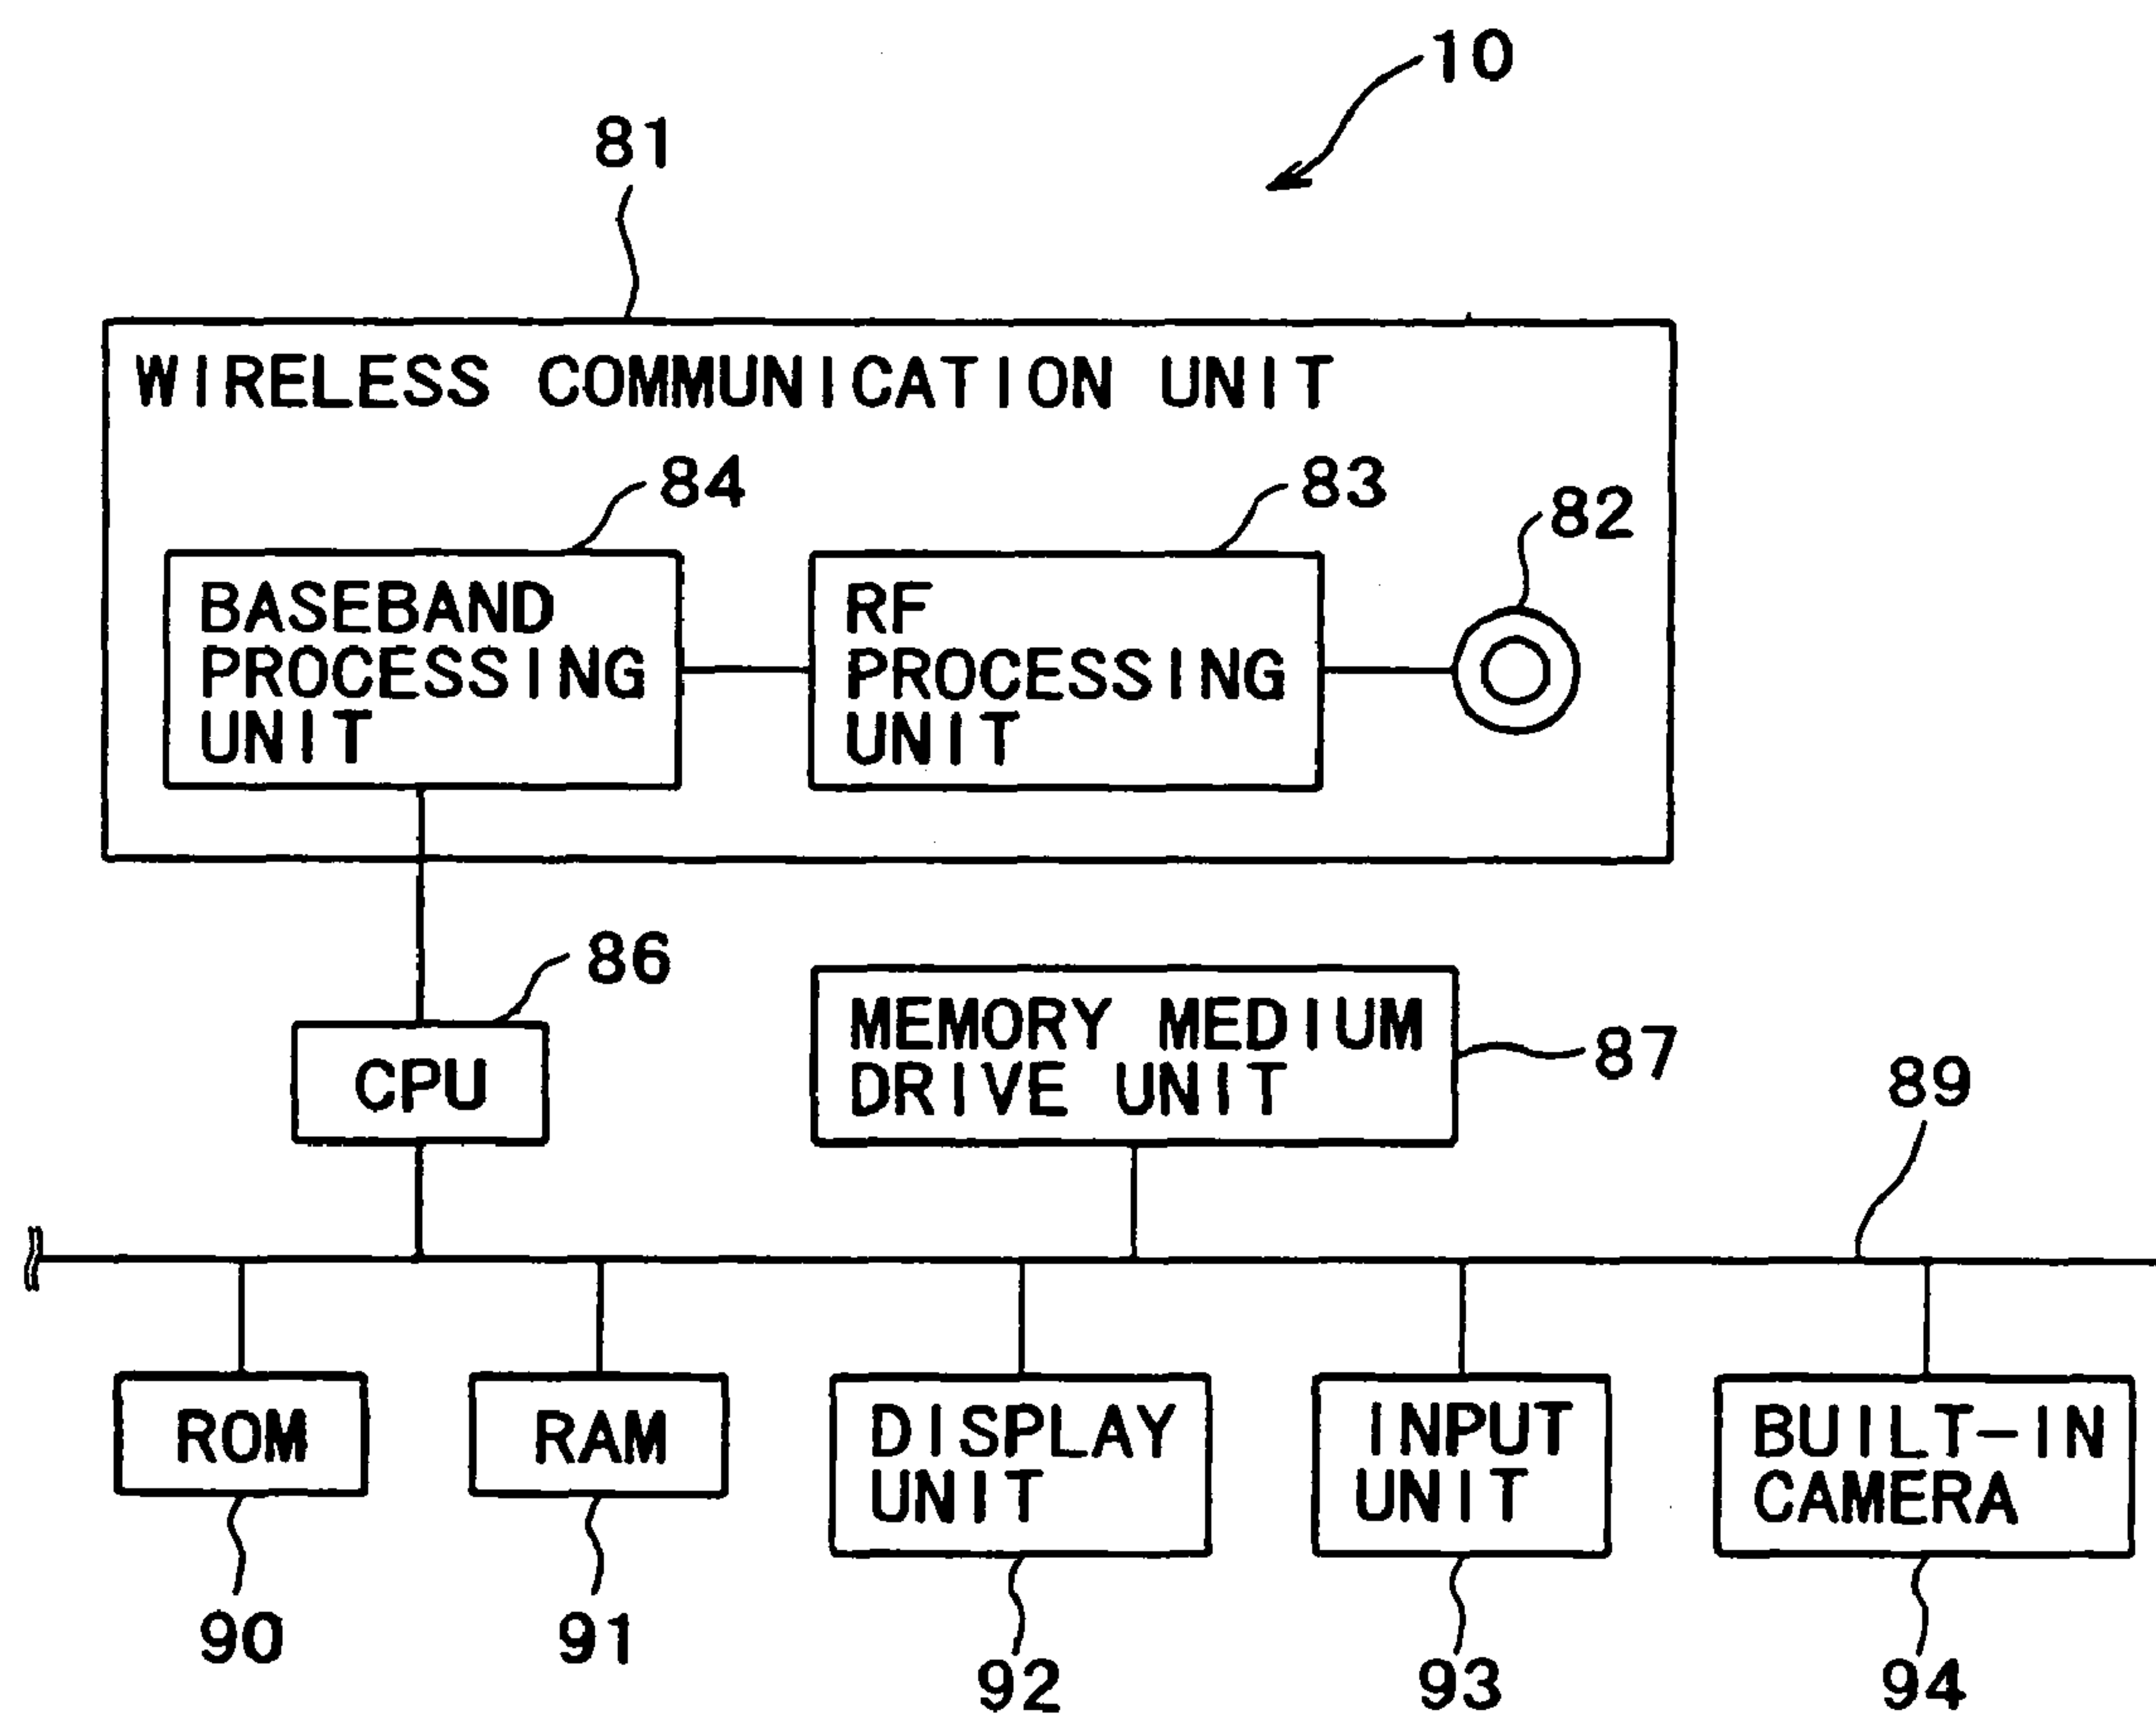 10
81
WIRELESS COMMUNICATION UNIT
84
83
82
BASEBAND
PROCESSING
UNIT
RF
PROCESSING
UNIT
86
CPU
MEMORY MEDIUM
DRIVE UNIT
87
89
ROM
RAM
DISPLAY
UNIT
INPUT
UNIT
BUILT-IN
CAMERA
90
91
92
93
94